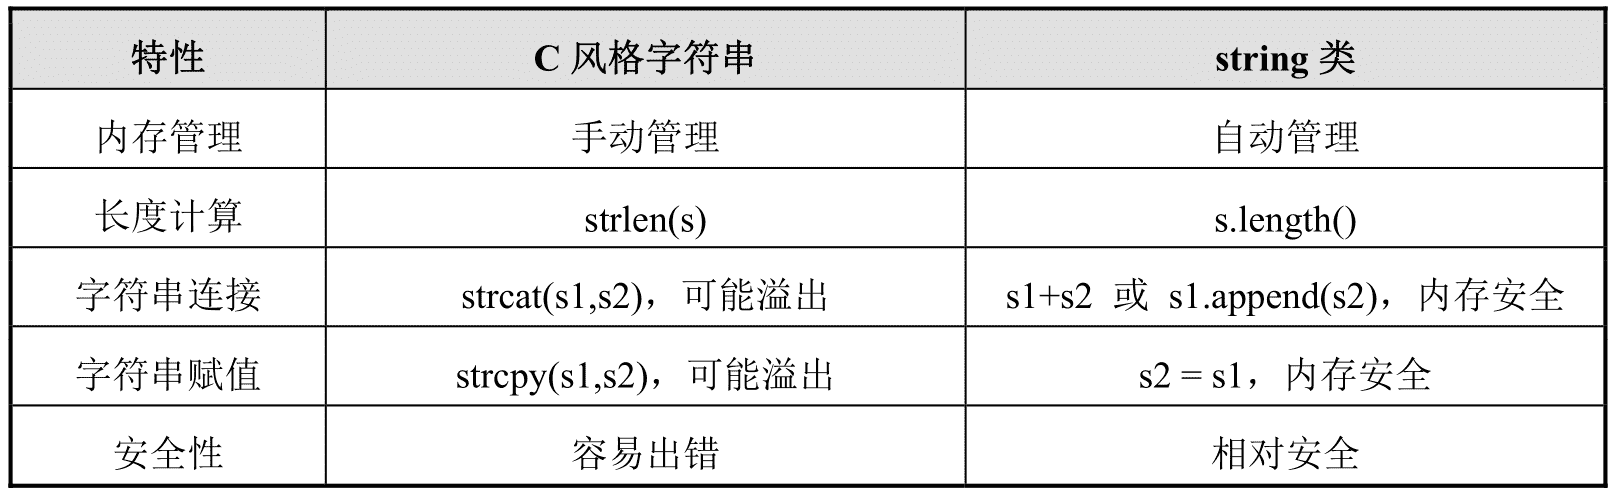 特性 C 风格字符串 string 类
内存管理 手动管理 自动管理
长度计算 strlen(s) s.length()
字符串连接 strcat(s1,s2)，可能溢出 s1+s2 或 s1.append(s2)，内存安全
字符串赋值 strcpy(s1,s2)，可能溢出 s2 = s1，内存安全
安全性 容易出错 相对安全